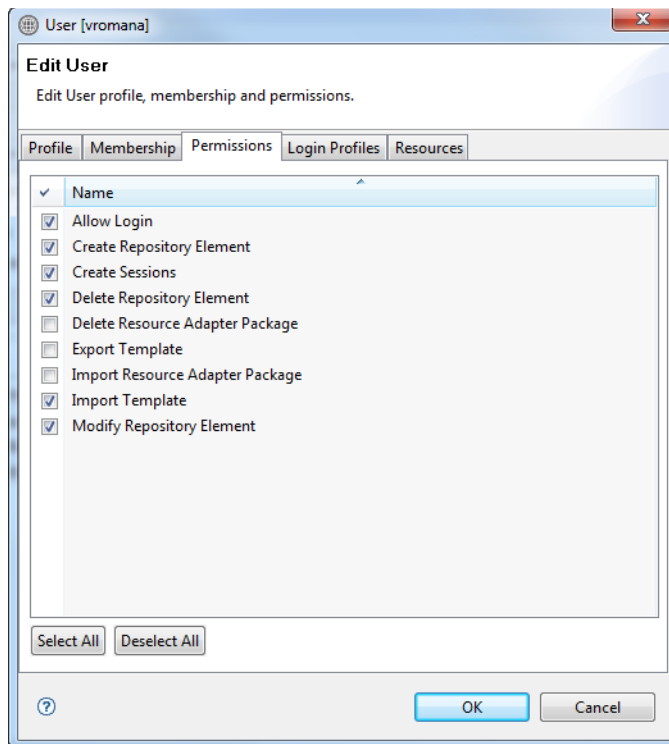 User [vromana]
Edit User
Edit User profile, membership and permissions.
Profile Membership Permissions Login Profiles Resources
Name
Allow Login
Create Repository Element
Create Sessions
Delete Repository Element
Delete Resource Adapter Package
Export Template
Import Resource Adapter Package
Import Template
Modify Repository Element
Select All Deselect All
? OK Cancel